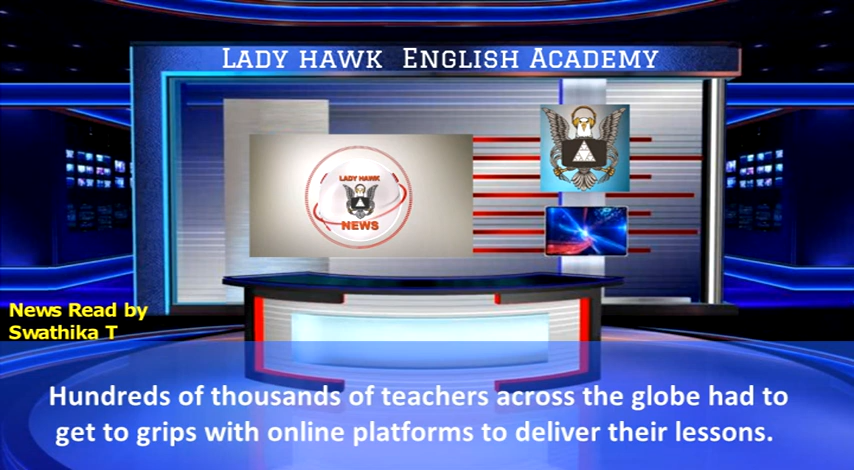 Lady Hawk English Academy
LADY HAWK
NEWS
News Read by
Swathika T
Hundreds of thousands of teachers across the globe had to
get to grips with online platforms to deliver their lessons.